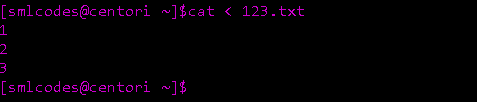 [smlcodes@centori ~]$cat < 123.txt
1
2
3
[smlcodes@centori ~]$